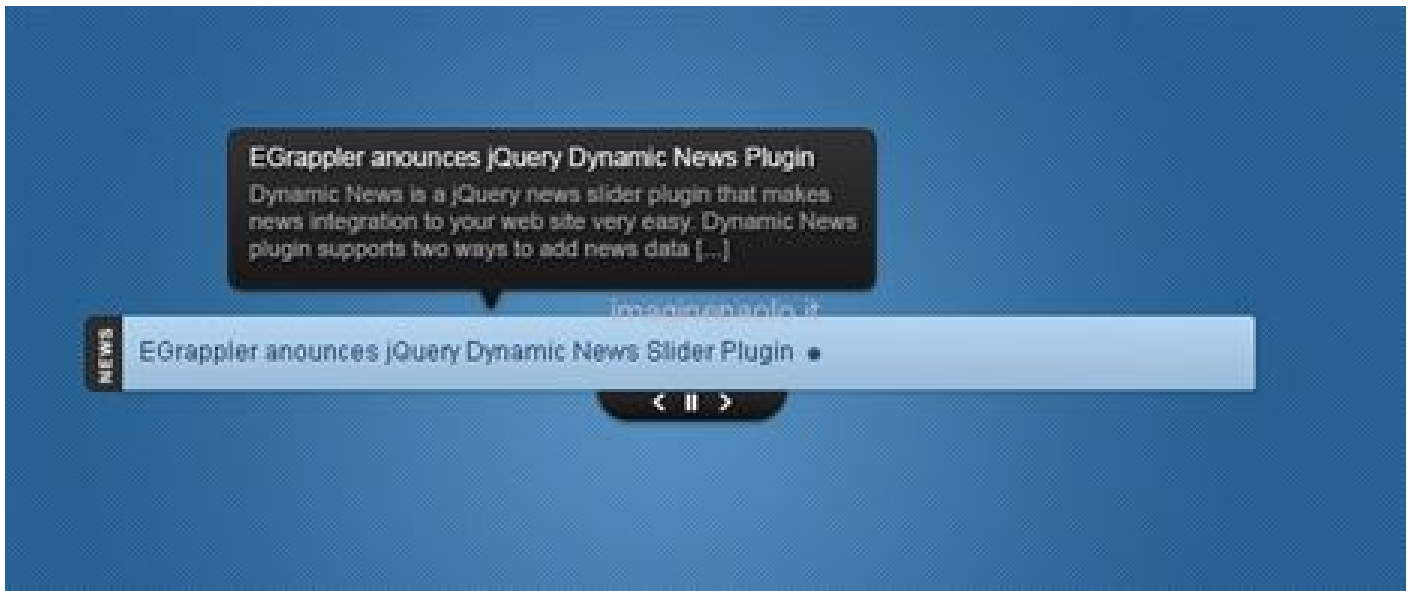 EGrappler anounces jQuery Dynamic News Plugin
Dynamic News is a jQuery news slider plugin that makes
news integration to your web site very easy. Dynamic News
plugin supports two ways to add news data [...]
NEWS
EGrappler anounces jQuery Dynamic News Slider Plugin